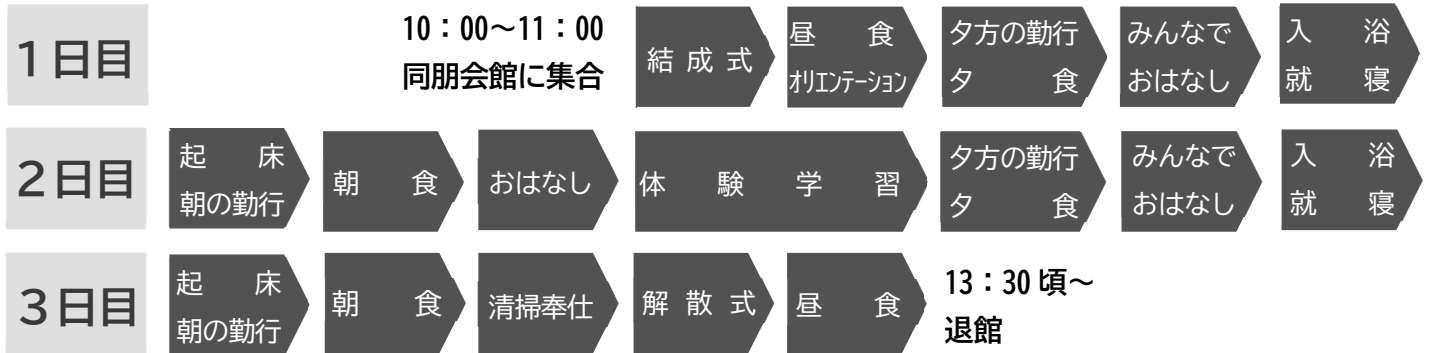 1日目
10：00～11：00
同朋会館に集合
結成式
昼食
オリエンテーション
夕方の勤行
夕食
みんなで
おはなし
入浴
就寝
2日目
起床
朝の勤行
朝食
おはなし
体験学習
夕方の勤行
夕食
みんなで
おはなし
入浴
就寝
3日目
起床
朝の勤行
朝食
清掃奉仕
解散式
昼食
13：30頃～
退館